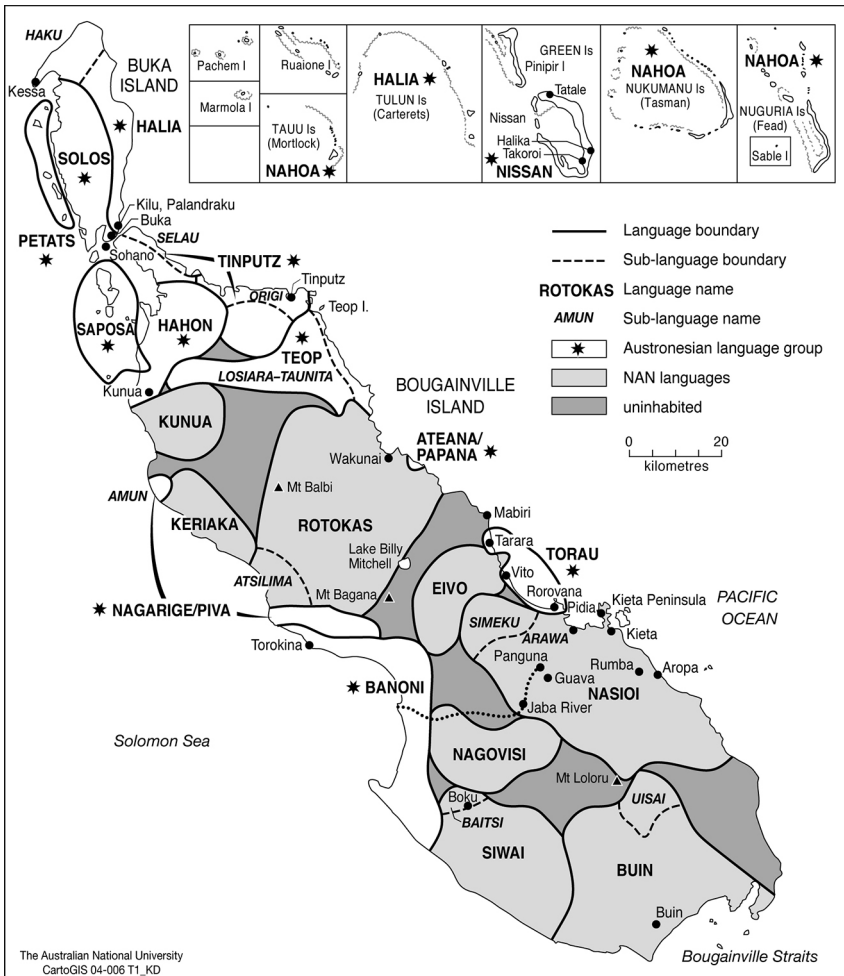 HAKU
BUKA
ISLAND
Kessa
HALIA
SOLOS
Kilu, Palandraku
Buka
PETATS
Sohano
SELAU
TINPUTZ
Tinputz
ORIGI
Teop I.
SAPOSA
HAHON
TEOP
LOSIARA–TAUNITA
Kunua
KUNUA
BOUGAINVILLE
ISLAND
ATEANA/
PAPANA
Wakunai
AMUN
Mt Balbi
KERIAKA
ROTOKAS
Mabiri
Tarara
TORAU
Lake Billy
Mitchell
EIVO
Vito
ATSILIMA
Mt Bagana
Rorovana
Pidia
Kieta Peninsula
PACIFIC
OCEAN
NAGARIGE/PIVA
SIMEKU
ARAWA
Kieta
Torokina
Panguna
Guava
Rumba
Aropa
NASIOI
BANONI
Jaba River
Solomon Sea
NAGOVISI
Mt Loloru
Boku
BAITSI
UISAI
SIWAI
BUIN
Buin
Bougainville Straits
Pachem I
Marmola I
Ruaione I
TAUU Is
(Mortlock)
NAHOA
HALIA
TULUN Is
(Carterets)
GREEN Is
Pinipir I
Tatale
Nissan
Halika
Takoroi
NISSAN
NAHOA
NUKUMANU Is
(Tasman)
NAHOA
NUGURIA Is
(Fead)
Sable I
Language boundary
Sub-language boundary
ROTOKAS Language name
AMUN Sub-language name
Austronesian language group
NAN languages
uninhabited
0 20
kilometres
The Australian National University
CartoGIS 04-006 T1_KD